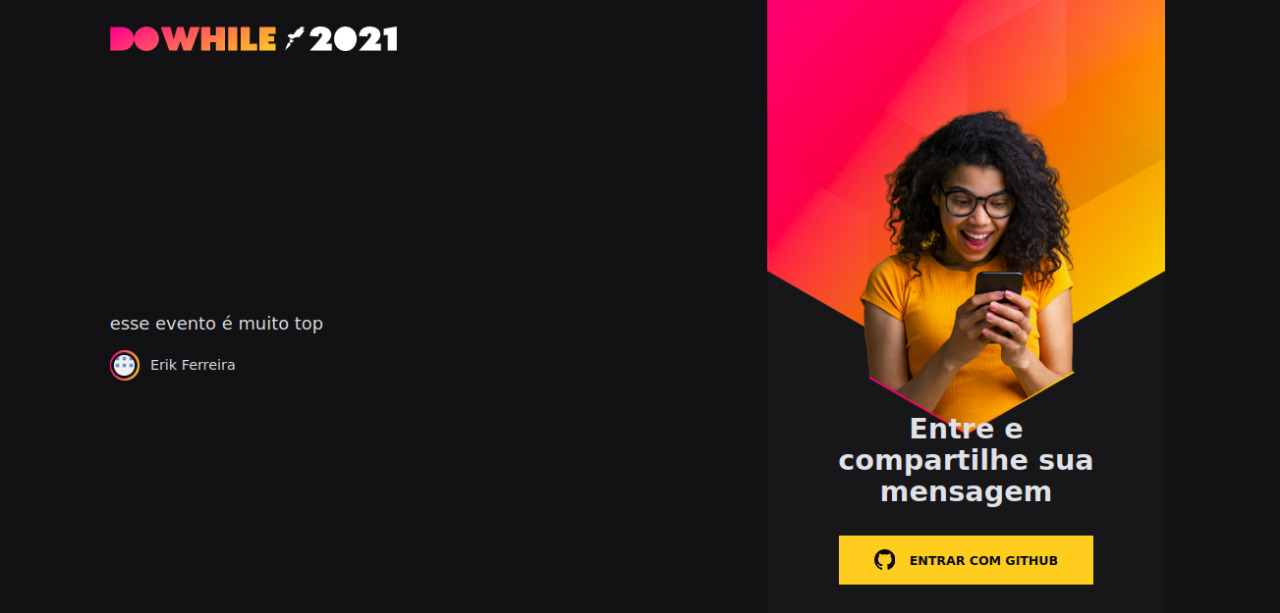 DOWHILE 2021
esse evento é muito top
Erik Ferreira
Entre e
compartilhe sua
mensagem
ENTRAR COM GITHUB